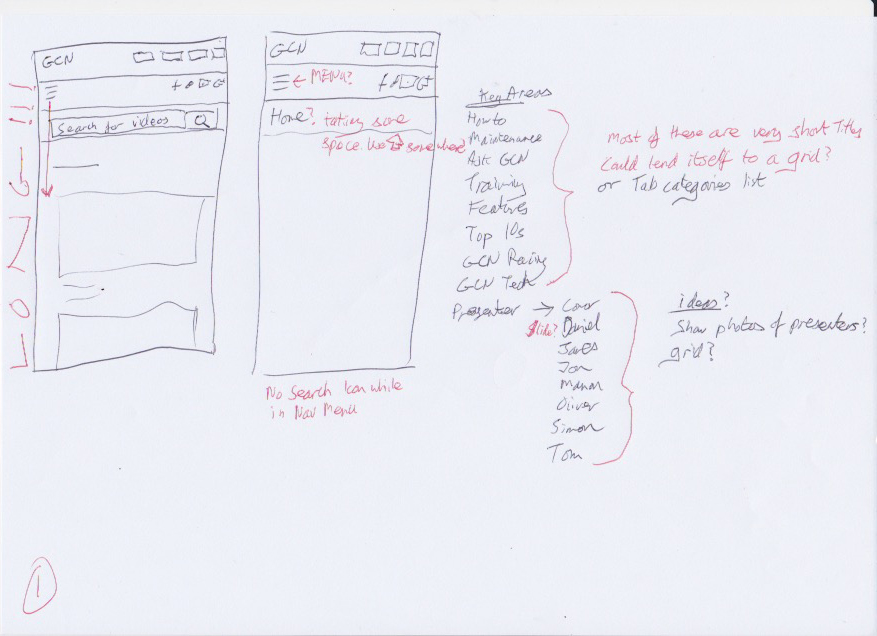 GCN
Search for videos
LONG!!!
GCN
← MENU?
Home? taking some
space. Use somewhere?
No Search Icon while
in Nav Menu
Key Areas
How to
Maintenance
Ask GCN
Training
Features
Top 10s
GCN Racing
GCN Tech
Presenter →
Slide? Daniel
James
Jon
Oliver
Simon
Tom
Most of these are very short Titles
Could lend itself to a grid?
or Tab categories list
ideas?
Show photos of presenters?
grid?
1